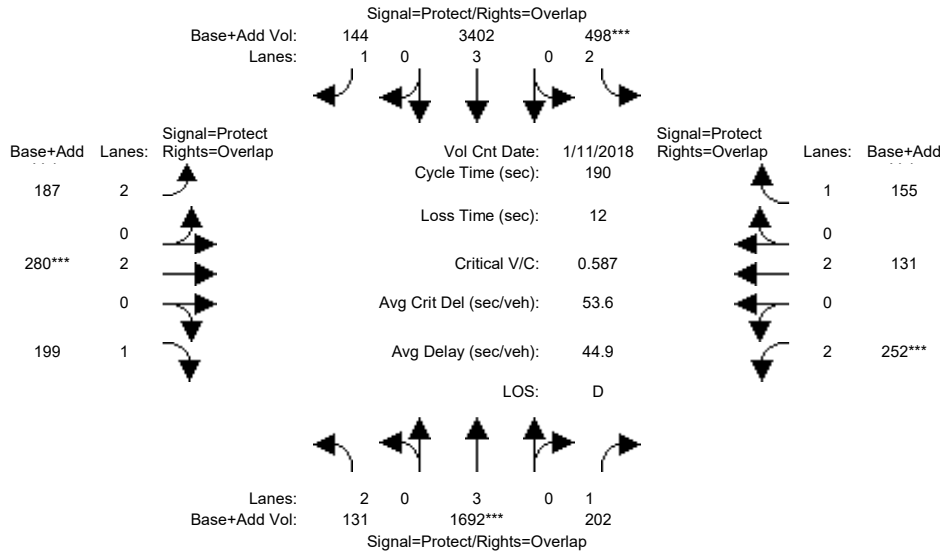 Signal=Protect/Rights=Overlap
Base+Add Vol: 144 3402 498***
Lanes: 1 0 3 0 2
Signal=Protect Signal=Protect
Base+Add Lanes: Rights=Overlap Vol Cnt Date: 1/11/2018 Rights=Overlap Lanes: Base+Add
Cycle Time (sec): 190
187 2 1 155
Loss Time (sec): 12
0 0
280*** 2 Critical V/C: 0.587 2 131
0 Avg Crit Del (sec/veh): 53.6 0
199 1 Avg Delay (sec/veh): 44.9 2 252***
LOS: D
Lanes: 2 0 3 0 1
Base+Add Vol: 131 1692*** 202
Signal=Protect/Rights=Overlap